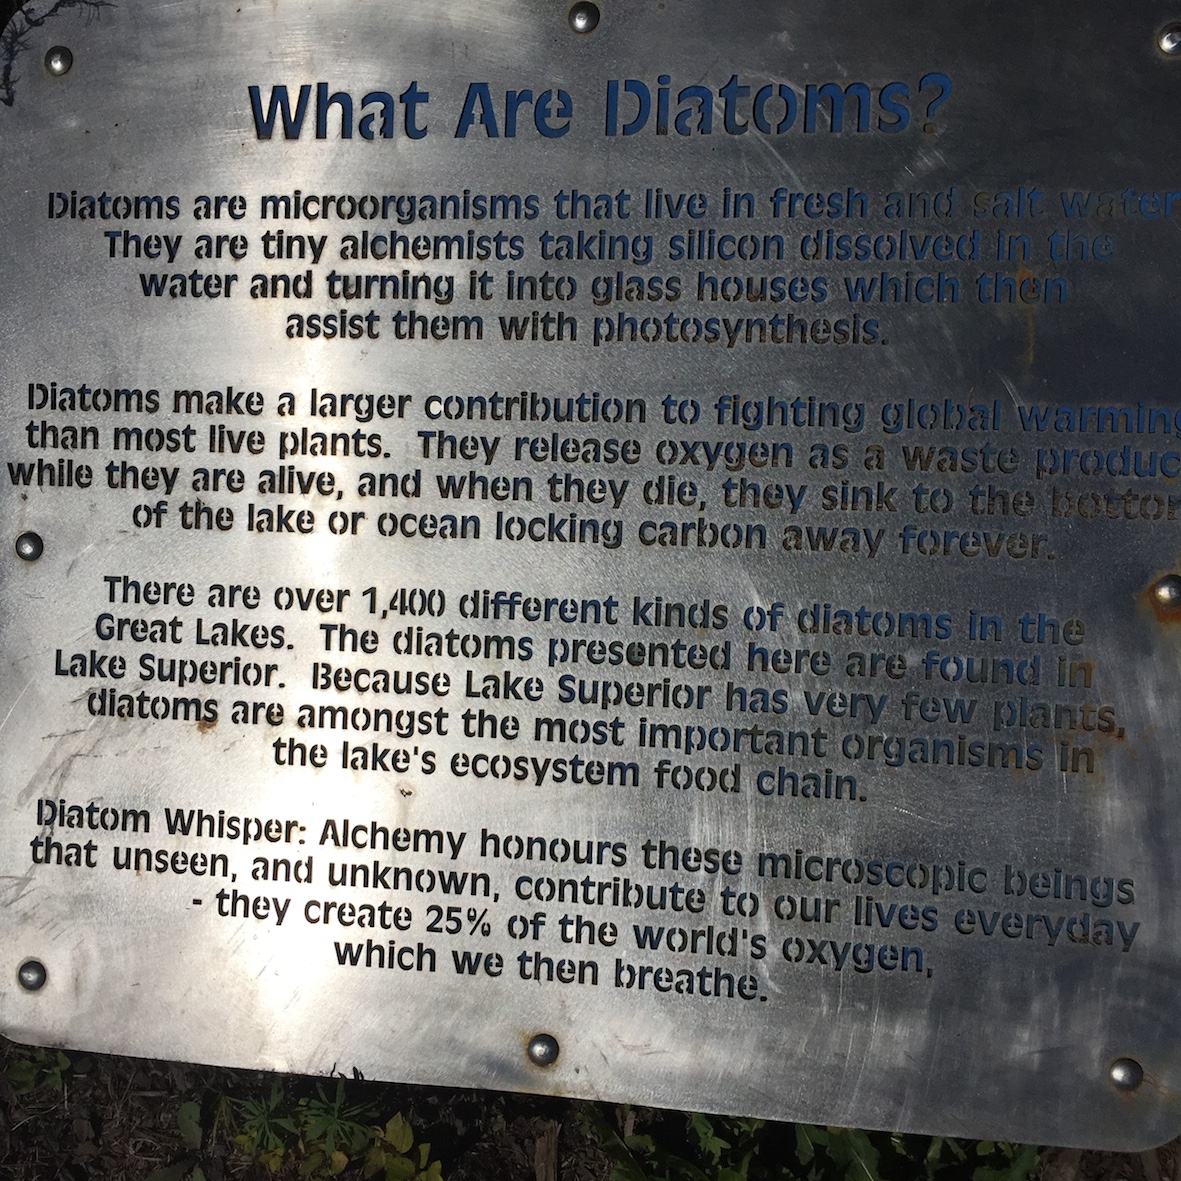 What Are Diatoms?
Diatoms are microorganisms that live in fresh and salt water
They are tiny alchemists taking silicon dissolved in the
water and turning it into glass houses which then
assist them with photosynthesis.
Diatoms make a larger contribution to fighting global warming
than most live plants. They release oxygen as a waste produc
while they are alive, and when they die, they sink to the bottom
of the lake or ocean locking carbon away forever.
There are over 1,400 different kinds of diatoms in the
Great Lakes. The diatoms presented here are found in
Lake Superior. Because Lake Superior has very few plants,
diatoms are amongst the most important organisms in
the lake's ecosystem food chain.
Diatom Whisper: Alchemy honours these microscopic beings
that unseen, and unknown, contribute to our lives everyday
- they create 25% of the world's oxygen,
which we then breathe.